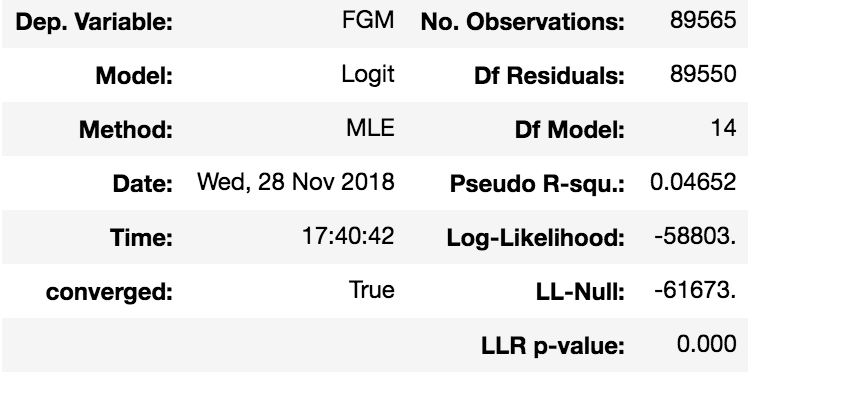 Dep. Variable: FGM No. Observations: 89565
Model: Logit Df Residuals: 89550
Method: MLE Df Model: 14
Date: Wed, 28 Nov 2018 Pseudo R-squ.: 0.04652
Time: 17:40:42 Log-Likelihood: -58803.
converged: True LL-Null: -61673.
LLR p-value: 0.000